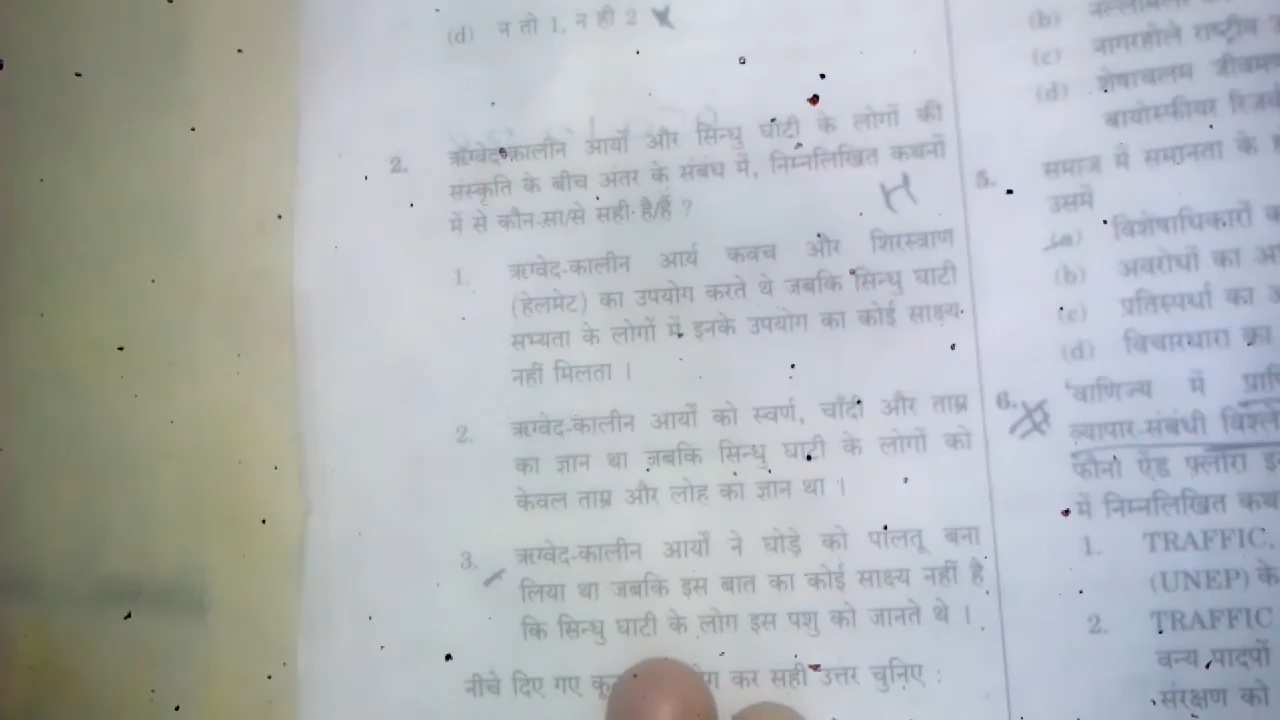 (d) न तो 1, न ही 2
2. ऋग्वेद-कालीन आर्यों और सिन्धु घाटी के लोगों की
संस्कृति के बीच अंतर के संबंध में, निम्नलिखित कथनों
में से कौन-सा/से सही है/हैं ?
1. ऋग्वेद-कालीन आर्य कवच और शिरस्त्राण
(हेलमेट) का उपयोग करते थे जबकि सिन्धु घाटी
सभ्यता के लोगों में इनके उपयोग का कोई साक्ष्य
नहीं मिलता ।
2. ऋग्वेद-कालीन आर्यों को स्वर्ण, चाँदी और ताम्र
का ज्ञान था जबकि सिन्धु घाटी के लोगों को
केवल ताम्र और लोह का ज्ञान था ।
3. ऋग्वेद-कालीन आर्यों ने घोड़े को पालतू बना
लिया था जबकि इस बात का कोई साक्ष्य नहीं है
कि सिन्धु घाटी के लोग इस पशु को जानते थे ।
नीचे दिए गए कर सही उत्तर चुनिए :
(b)
(c) नागरहोले राष्ट्रीय
(d) शेषाचलम
बायोस्फीयर
5. समाज में समानता के
उसमें
(a) विशेषाधिकारों
(b) अवरोधों का
(c) प्रतिस्पर्धा का
(d) विचारधारा का
6. 'वाणिज्य में
व्यापार-संबंधी
फौना ऐंड फ्लोरा
में निम्नलिखित
1. TRAFFIC,
(UNEP) के
2. TRAFFIC
वन्य पादपों
संरक्षण को